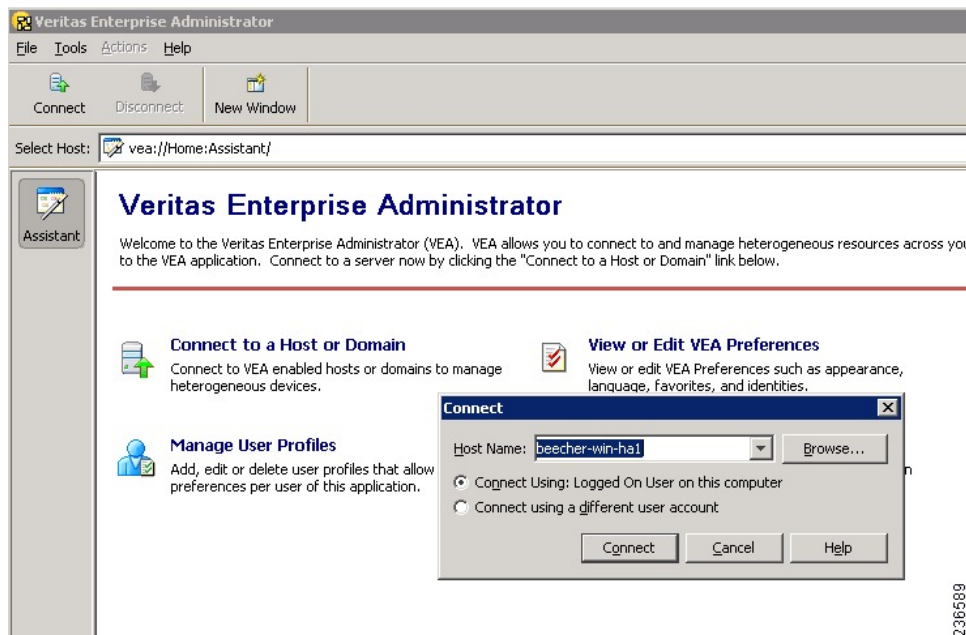 Veritas Enterprise Administrator
File Tools Actions Help
Connect Disconnect New Window
Select Host: vea://Home:Assistant/
Assistant
Veritas Enterprise Administrator
Welcome to the Veritas Enterprise Administrator (VEA). VEA allows you to connect to and manage heterogeneous resources across
to the VEA application. Connect to a server now by clicking the "Connect to a Host or Domain" link below.
Connect to a Host or Domain
Connect to VEA enabled hosts or domains to manage
heterogeneous devices.
View or Edit VEA Preferences
View or edit VEA Preferences such as appearance,
language, favorites, and identities.
Manage User Profiles
Add, edit or delete user profiles that allow
preferences per user of this application.
Connect
Host Name: beecher-win-ha1 Browse...
Connect Using: Logged On User on this computer
Connect using a different user account
Connect Cancel Help
236589